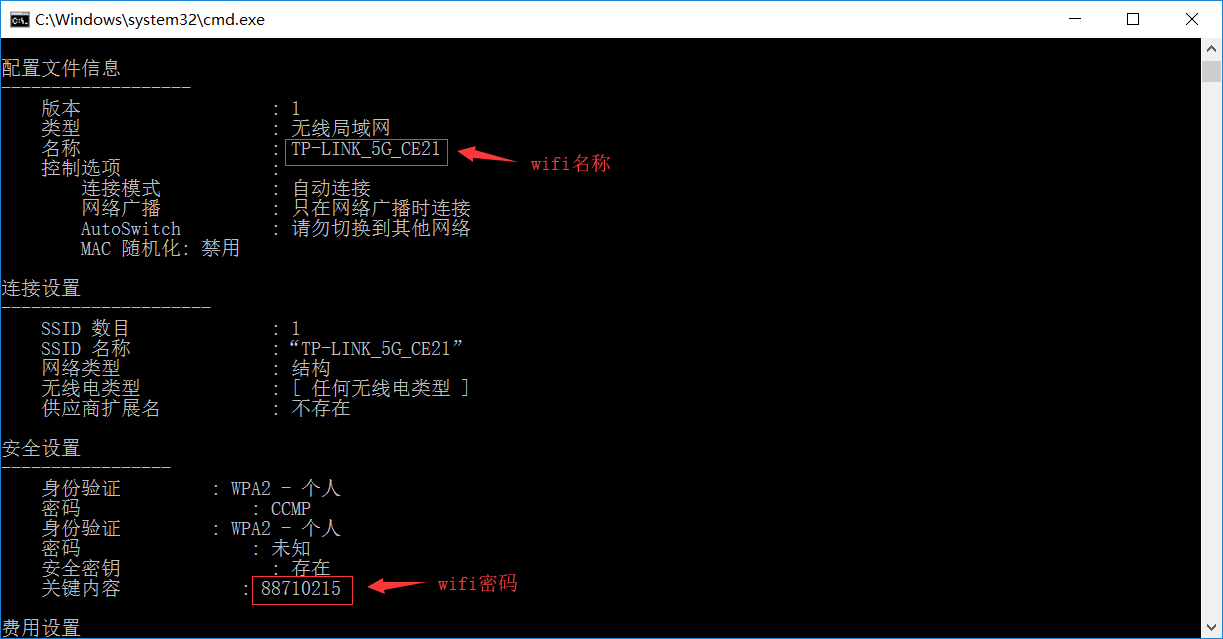 C:\Windows\system32\cmd.exe
配置文件信息
-------------------
版本 : 1
类型 : 无线局域网
名称 : TP-LINK_5G_CE21 wifi名称
控制选项 :
连接模式 : 自动连接
网络广播 : 只在网络广播时连接
AutoSwitch : 请勿切换到其他网络
MAC 随机化: 禁用
连接设置
---------------------
SSID 数目 : 1
SSID 名称 :“TP-LINK_5G_CE21”
网络类型 : 结构
无线电类型 : [ 任何无线电类型 ]
供应商扩展名 : 不存在
安全设置
-----------------
身份验证 : WPA2 - 个人
密码 : CCMP
身份验证 : WPA2 - 个人
密码 : 未知
安全密钥 : 存在
关键内容 : 88710215 wifi密码
费用设置